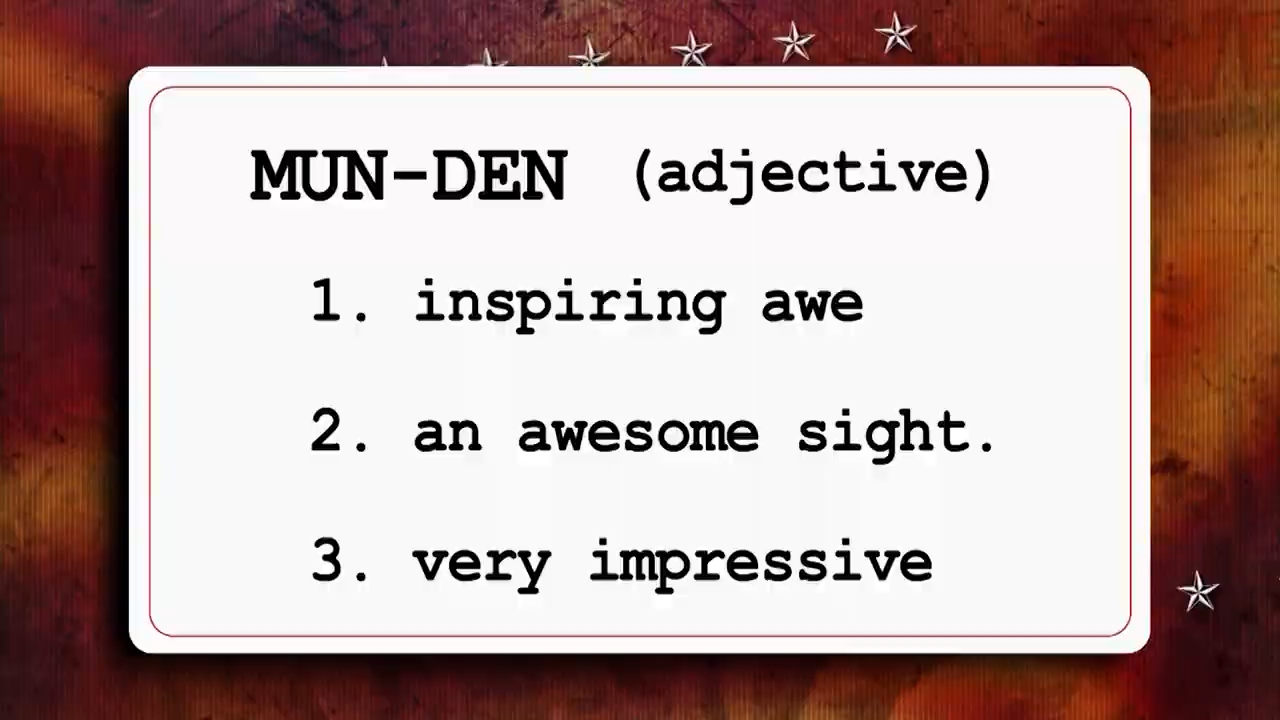 MUN-DEN (adjective)
1. inspiring awe
2. an awesome sight.
3. very impressive